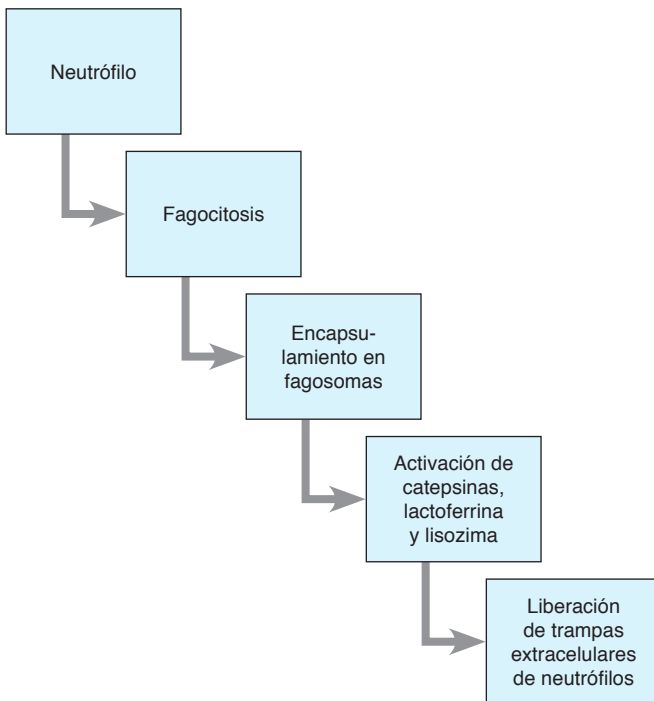 Neutrófilo
Fagocitosis
Encapsu-
lamiento en
fagosomas
Activación de
catepsinas,
lactoferrina
y lisozima
Liberación
de trampas
extracelulares
de neutrófilos